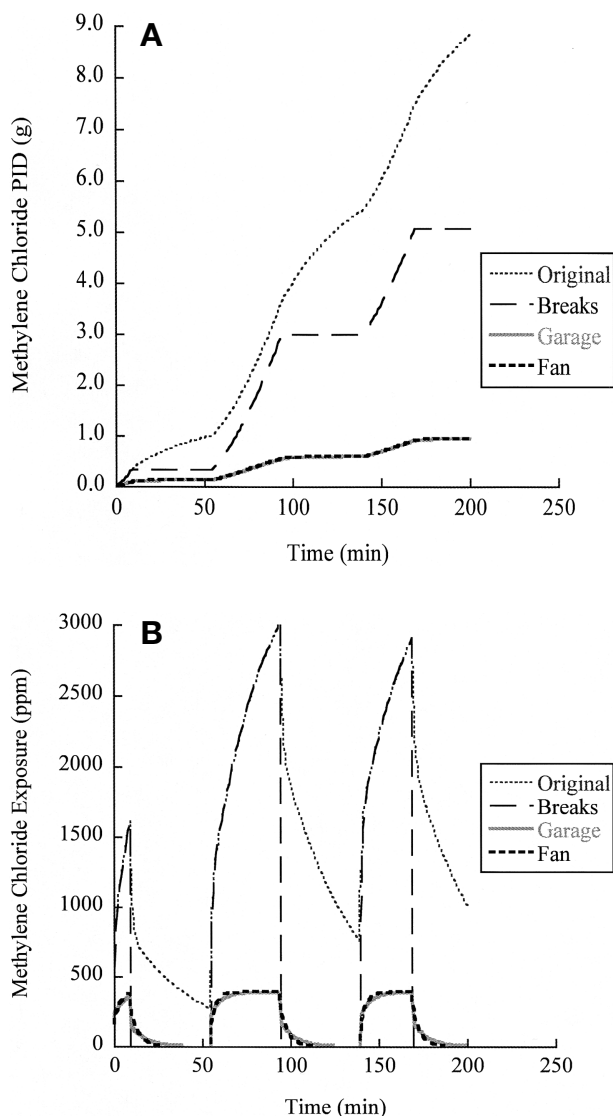 A
Methylene Chloride PID (g)
9.0
8.0
7.0
6.0
5.0
4.0
3.0
2.0
1.0
0.0
0
50
100
150
200
250
Time (min)
Original
Breaks
Garage
Fan
B
Methylene Chloride Exposure (ppm)
3000
2500
2000
1500
1000
500
0
0
50
100
150
200
250
Time (min)
Original
Breaks
Garage
Fan